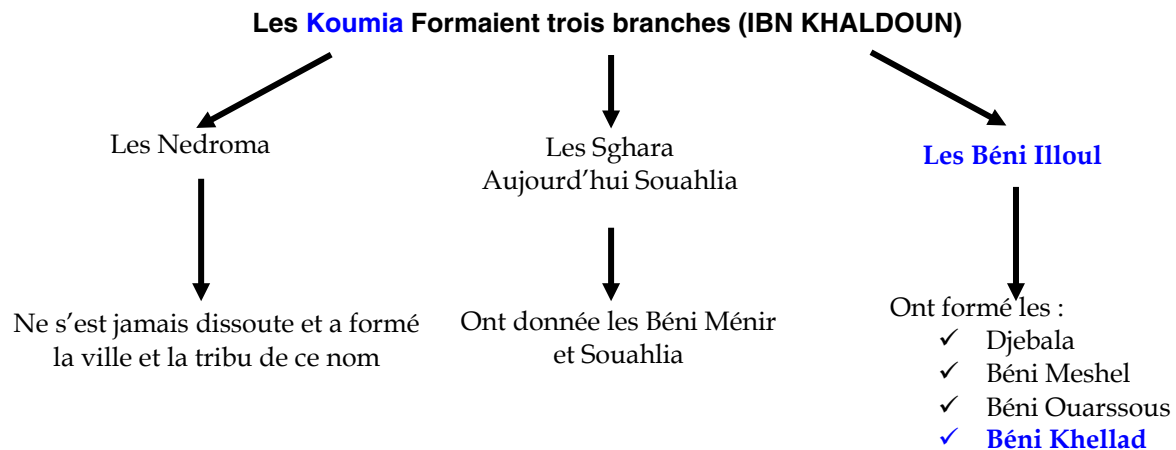 Les Koumia Formaient trois branches (IBN KHALDOUN)
Les Nedroma
Ne s'est jamais dissoute et a formé
la ville et la tribu de ce nom
Les Sghara
Aujourd'hui Souahlia
Ont donnée les Béni Ménir
et Souahlia
Les Béni Illoul
Ont formé les :
✓ Djebala
✓ Béni Meshel
✓ Béni Ouarssous
✓ Béni Khellad